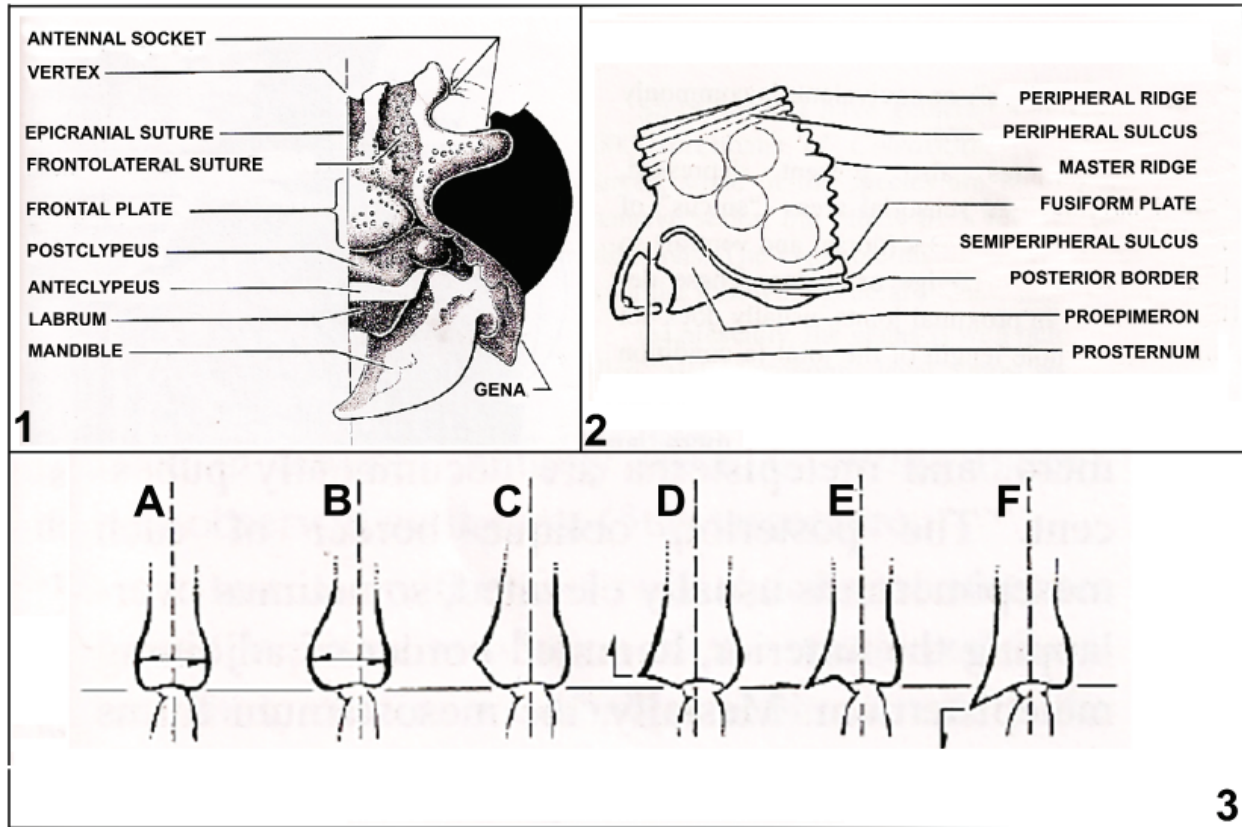 ANTENNAL SOCKET
VERTEX
EPICRANIAL SUTURE
FRONTOLATERAL SUTURE
FRONTAL PLATE
POSTCLYPEUS
ANTECLYPEUS
LABRUM
MANDIBLE
GENA
1
PERIPHERAL RIDGE
PERIPHERAL SULCUS
MASTER RIDGE
FUSIFORM PLATE
SEMIPERIPHERAL SULCUS
POSTERIOR BORDER
PROEPIMERON
PROSTERNUM
2
A B C D E F
3